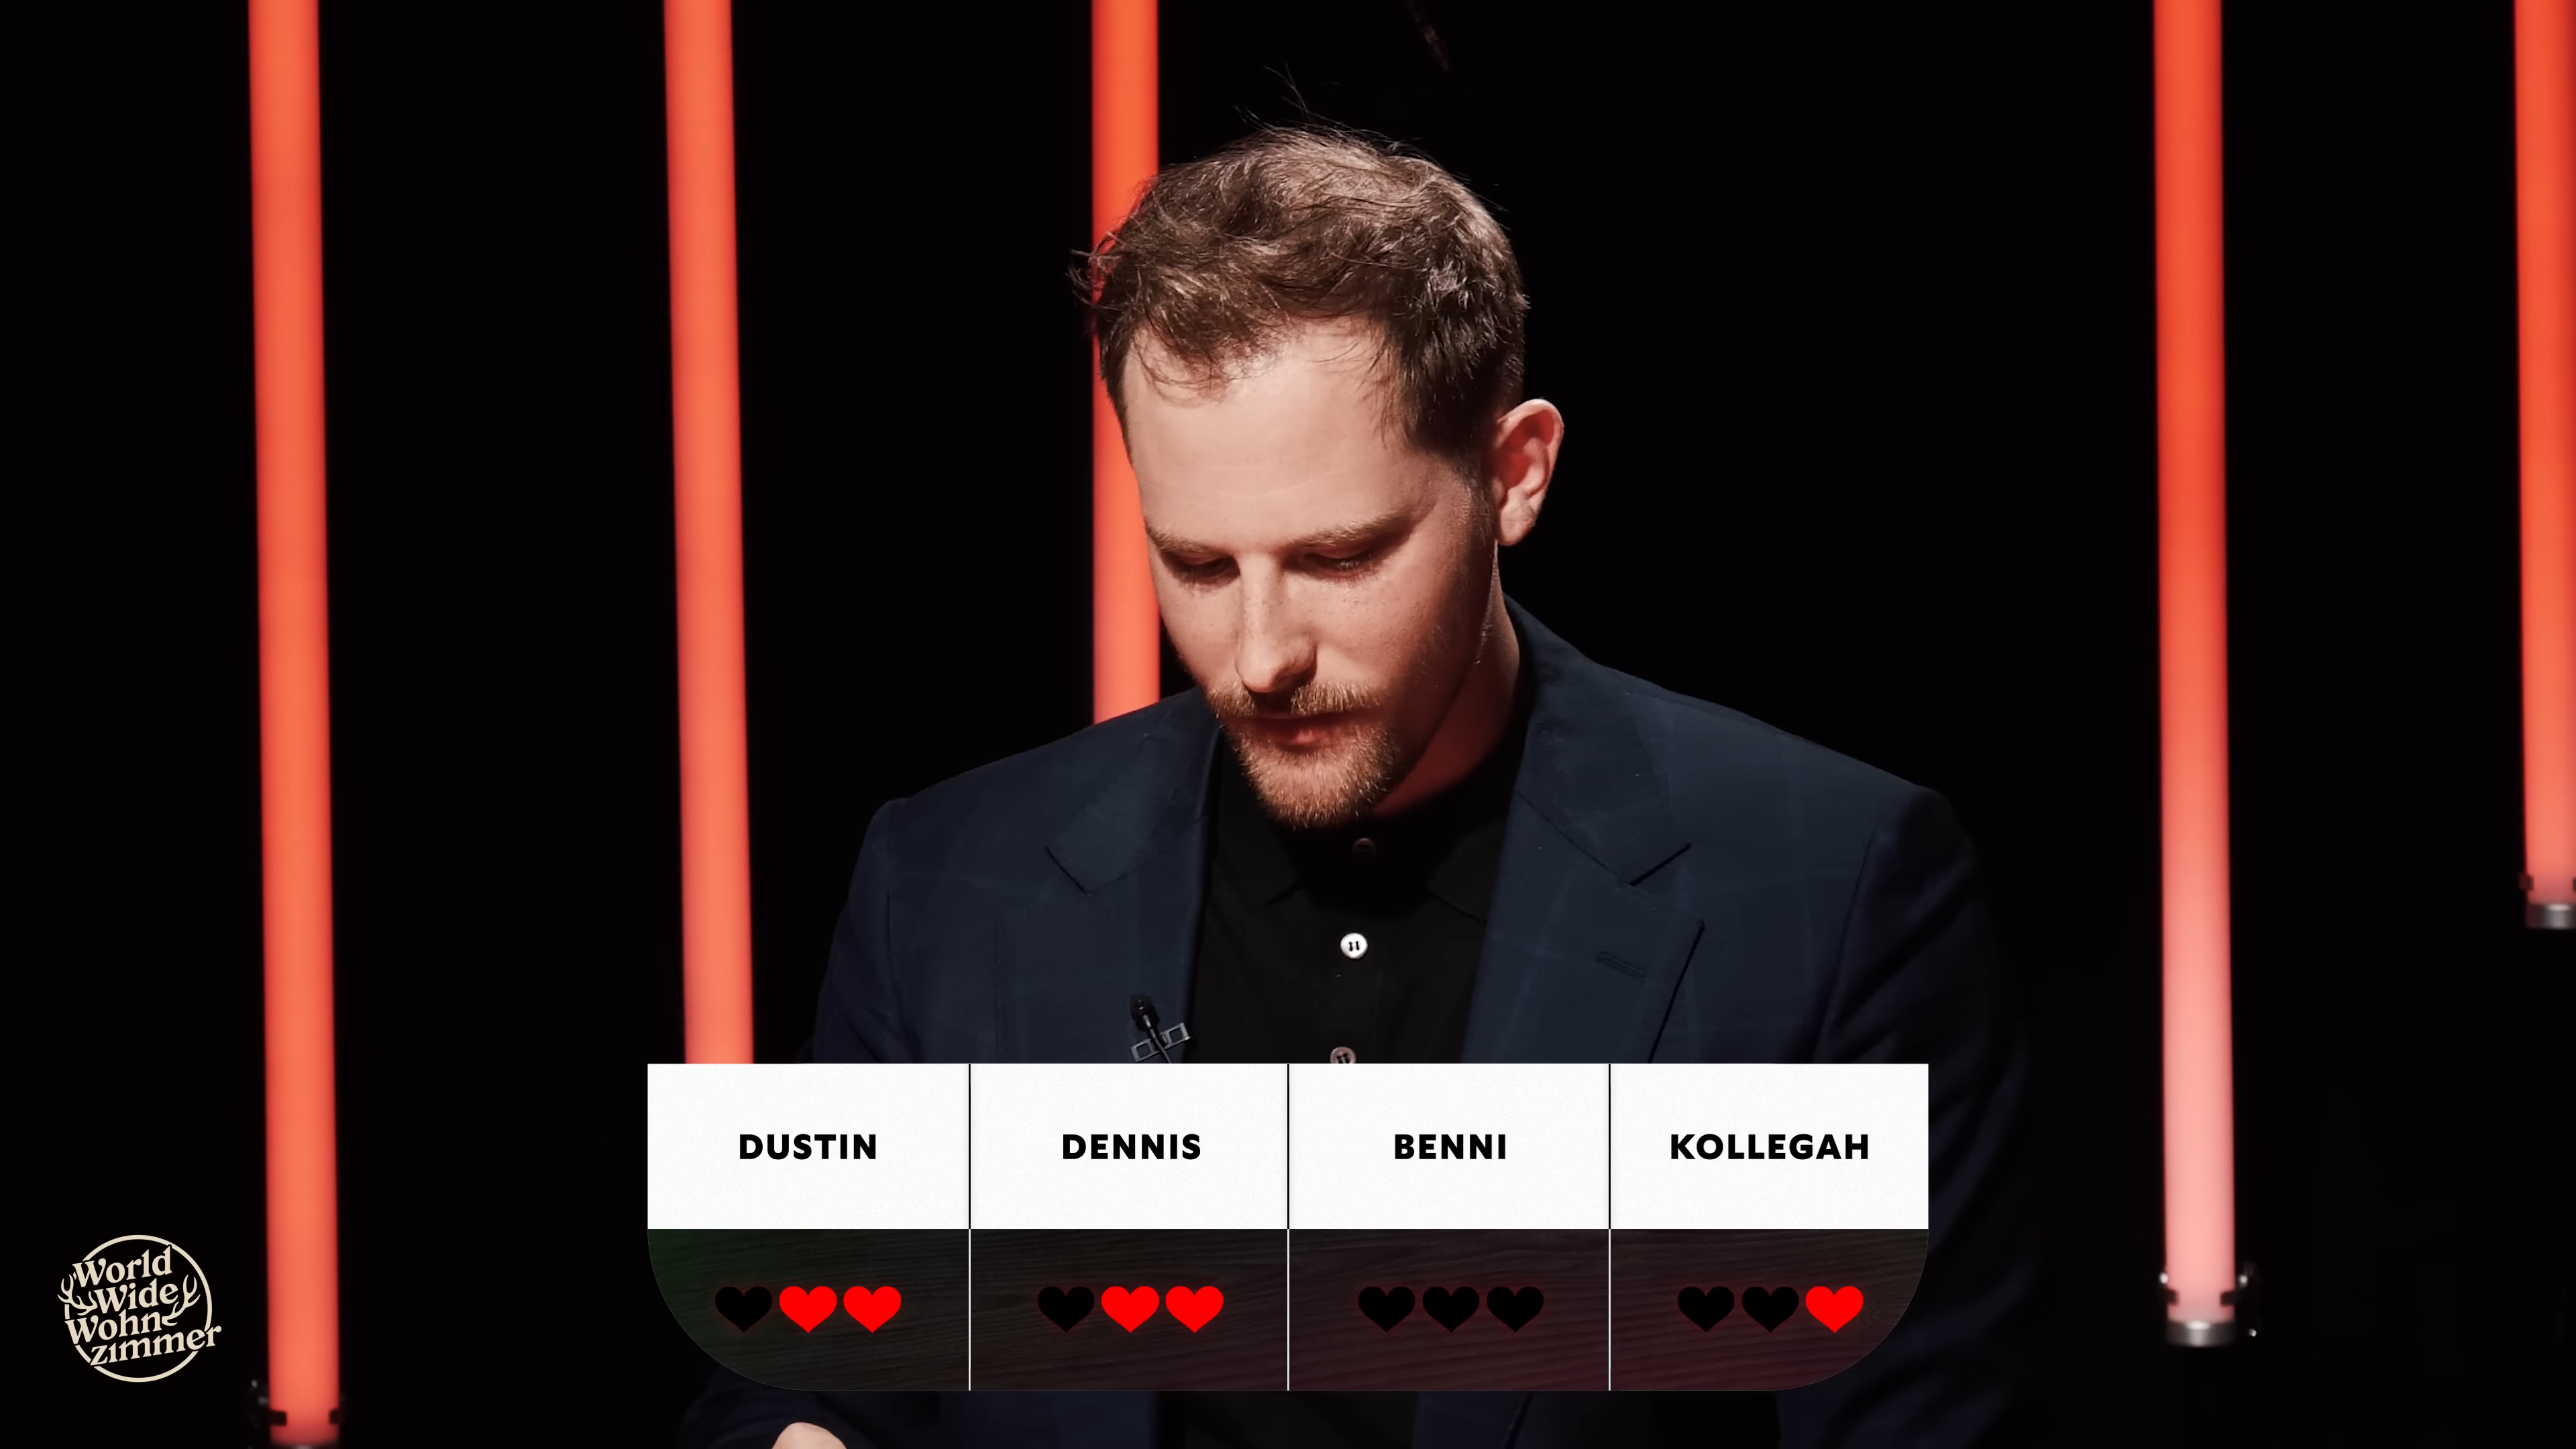 DUSTIN
DENNIS
BENNI
KOLLEGAH
World
Wide
Wohn
zimmer